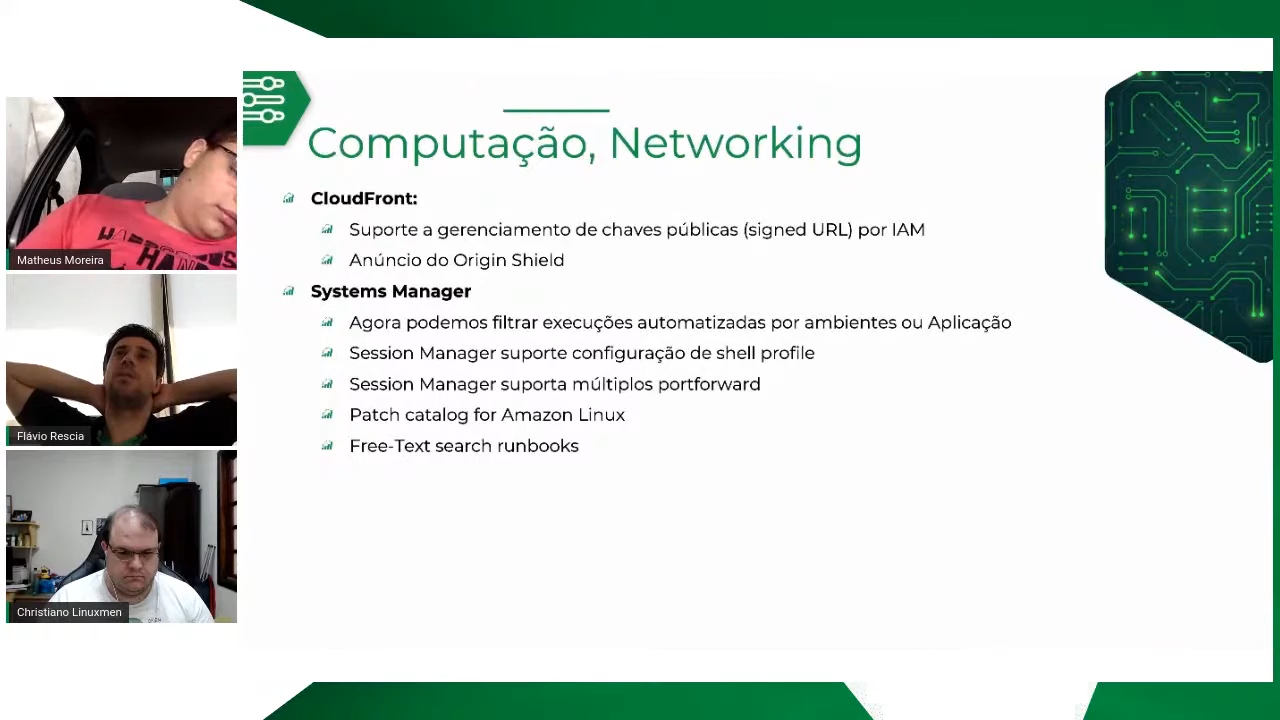 Computação, Networking
CloudFront:
Suporte a gerenciamento de chaves públicas (signed URL) por IAM
Anúncio do Origin Shield
Systems Manager
Agora podemos filtrar execuções automatizadas por ambientes ou Aplicação
Session Manager suporte configuração de shell profile
Session Manager suporta múltiplos portforward
Patch catalog for Amazon Linux
Free-Text search runbooks
Matheus Moreira
Flávio Rescia
Christiano Linuxmen